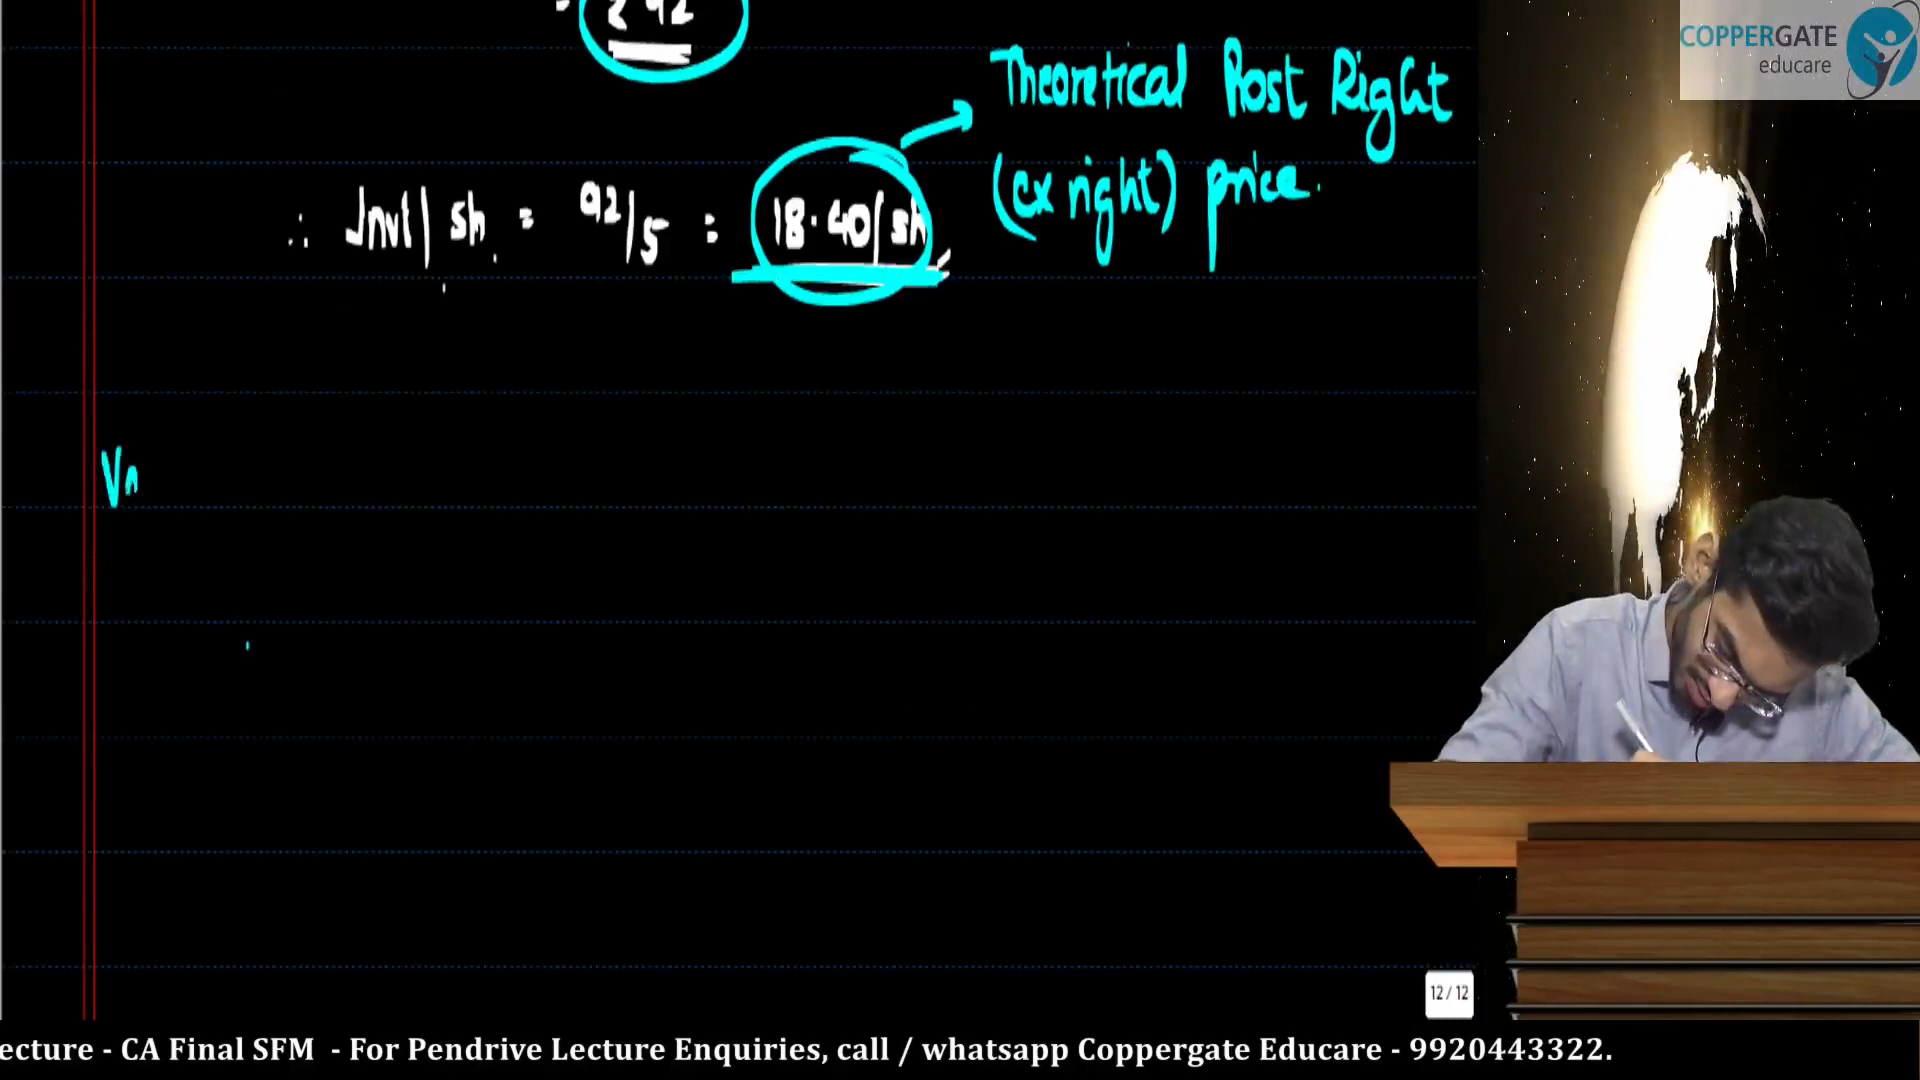 ₹ 92
COPPERGATE
educare
Theoretical Post Right
(ex right) price.
∴ Invt/ sh. = 92/5 = 18.40/sh
12 / 12
ecture - CA Final SFM - For Pendrive Lecture Enquiries, call / whatsapp Coppergate Educare - 9920443322.